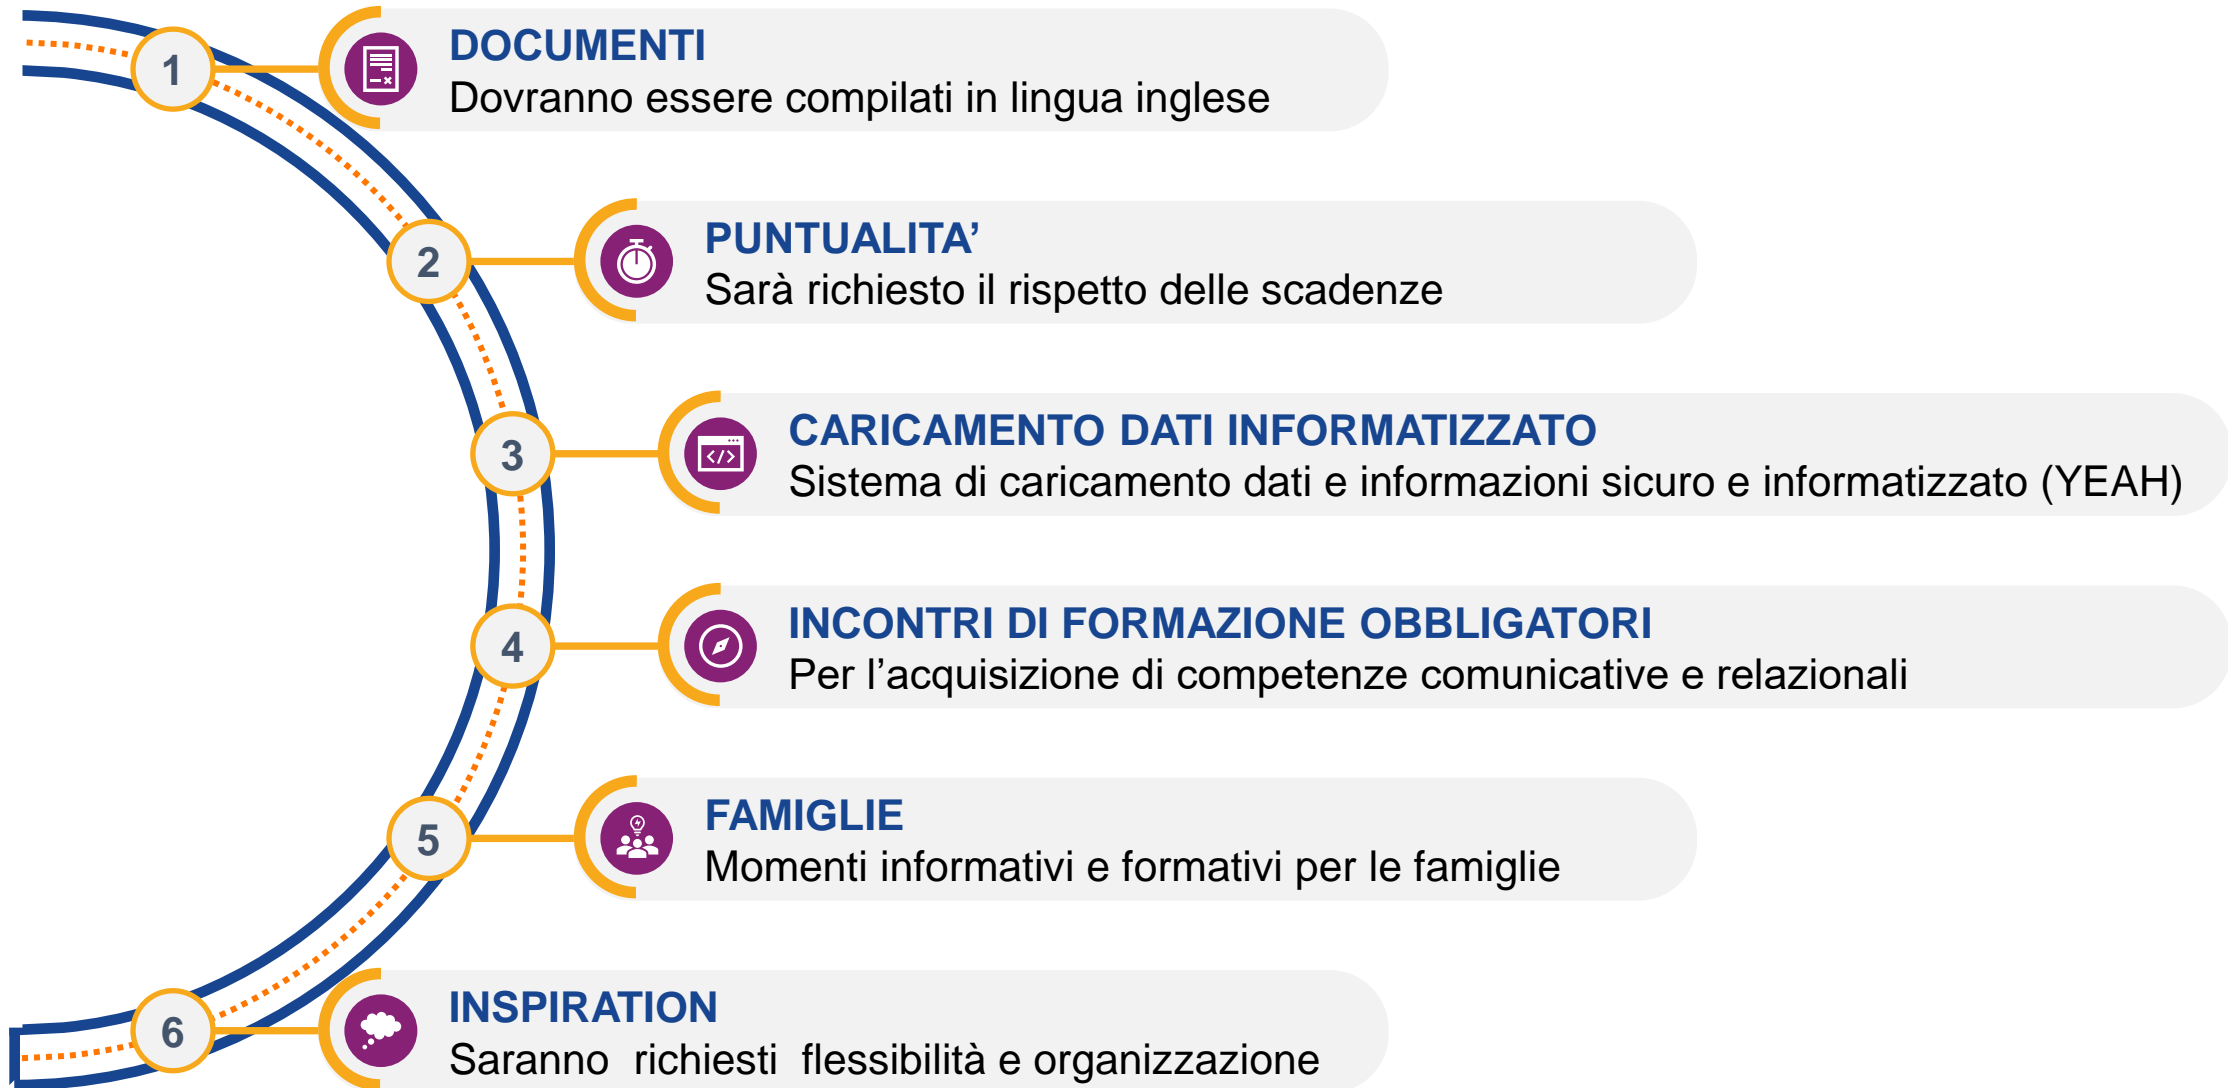 1
DOCUMENTI
Dovranno essere compilati in lingua inglese
2
PUNTUALITA’
Sarà richiesto il rispetto delle scadenze
3
CARICAMENTO DATI INFORMATIZZATO
Sistema di caricamento dati e informazioni sicuro e informatizzato (YEAH)
4
INCONTRI DI FORMAZIONE OBBLIGATORI
Per l’acquisizione di competenze comunicative e relazionali
5
FAMIGLIE
Momenti informativi e formativi per le famiglie
6
INSPIRATION
Saranno richiesti flessibilità e organizzazione